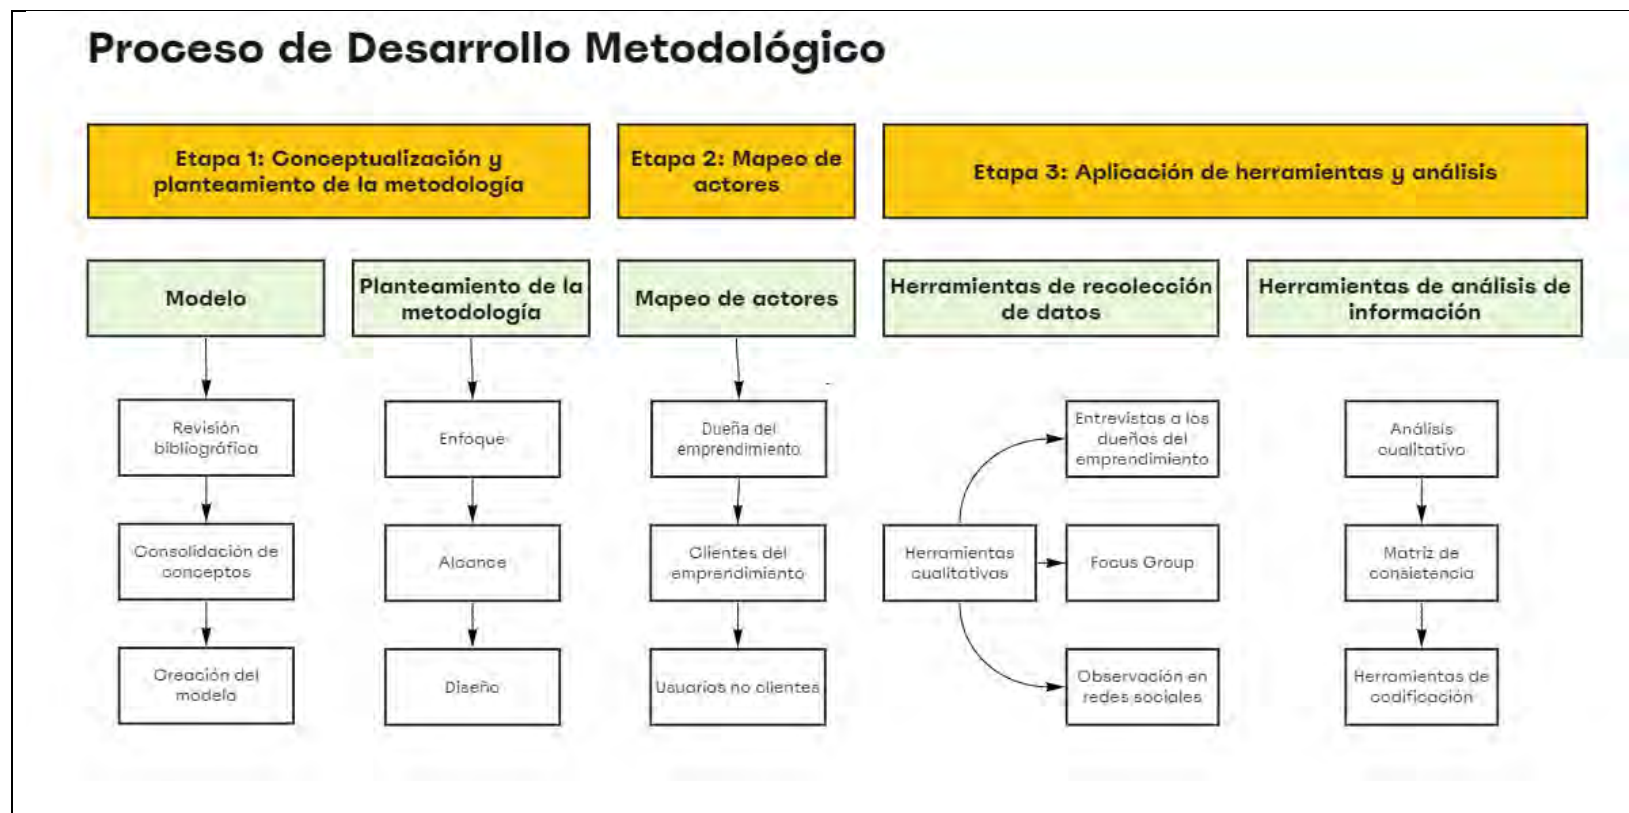 Proceso de Desarrollo Metodológico
Etapa 1: Conceptualización y
planteamiento de la metodología
Etapa 2: Mapeo de
actores
Etapa 3: Aplicación de herramientas y análisis
Modelo
Planteamiento de la
metodología
Mapeo de actores
Herramientas de recolección
de datos
Herramientas de análisis de
información
Revisión
bibliográfica
Consolidación de
conceptos
Creación del
modelo
Enfoque
Alcance
Diseño
Dueña del
emprendimiento
Clientes del
emprendimiento
Usuarios no clientes
Herramientas
cualitativas
Entrevistas a los
dueños del
emprendimiento
Focus Group
Observación en
redes sociales
Análisis
cualitativo
Matriz de
consistencia
Herramientas de
codificación